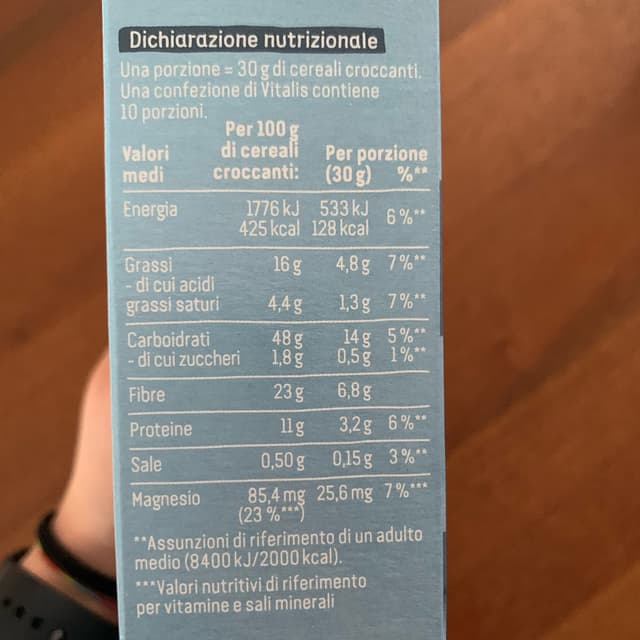 Dichiarazione nutrizionale
Una porzione = 30 g di cereali croccanti.
Una confezione di Vitalis contiene
10 porzioni.
Valori medi Per 100 g di cereali croccanti: Per porzione (30 g) %**
Energia 1776 kJ 533 kJ 6 %**
425 kcal 128 kcal
Grassi 16 g 4,8 g 7 %**
- di cui acidi
grassi saturi 4,4 g 1,3 g 7 %**
Carboidrati 48 g 14 g 5 %**
- di cui zuccheri 1,8 g 0,5 g 1 %**
Fibre 23 g 6,8 g
Proteine 11 g 3,2 g 6 %**
Sale 0,50 g 0,15 g 3 %**
Magnesio 85,4 mg 25,6 mg 7 %***
(23 %***)
**Assunzioni di riferimento di un adulto
medio (8400 kJ/2000 kcal).
***Valori nutritivi di riferimento
per vitamine e sali minerali